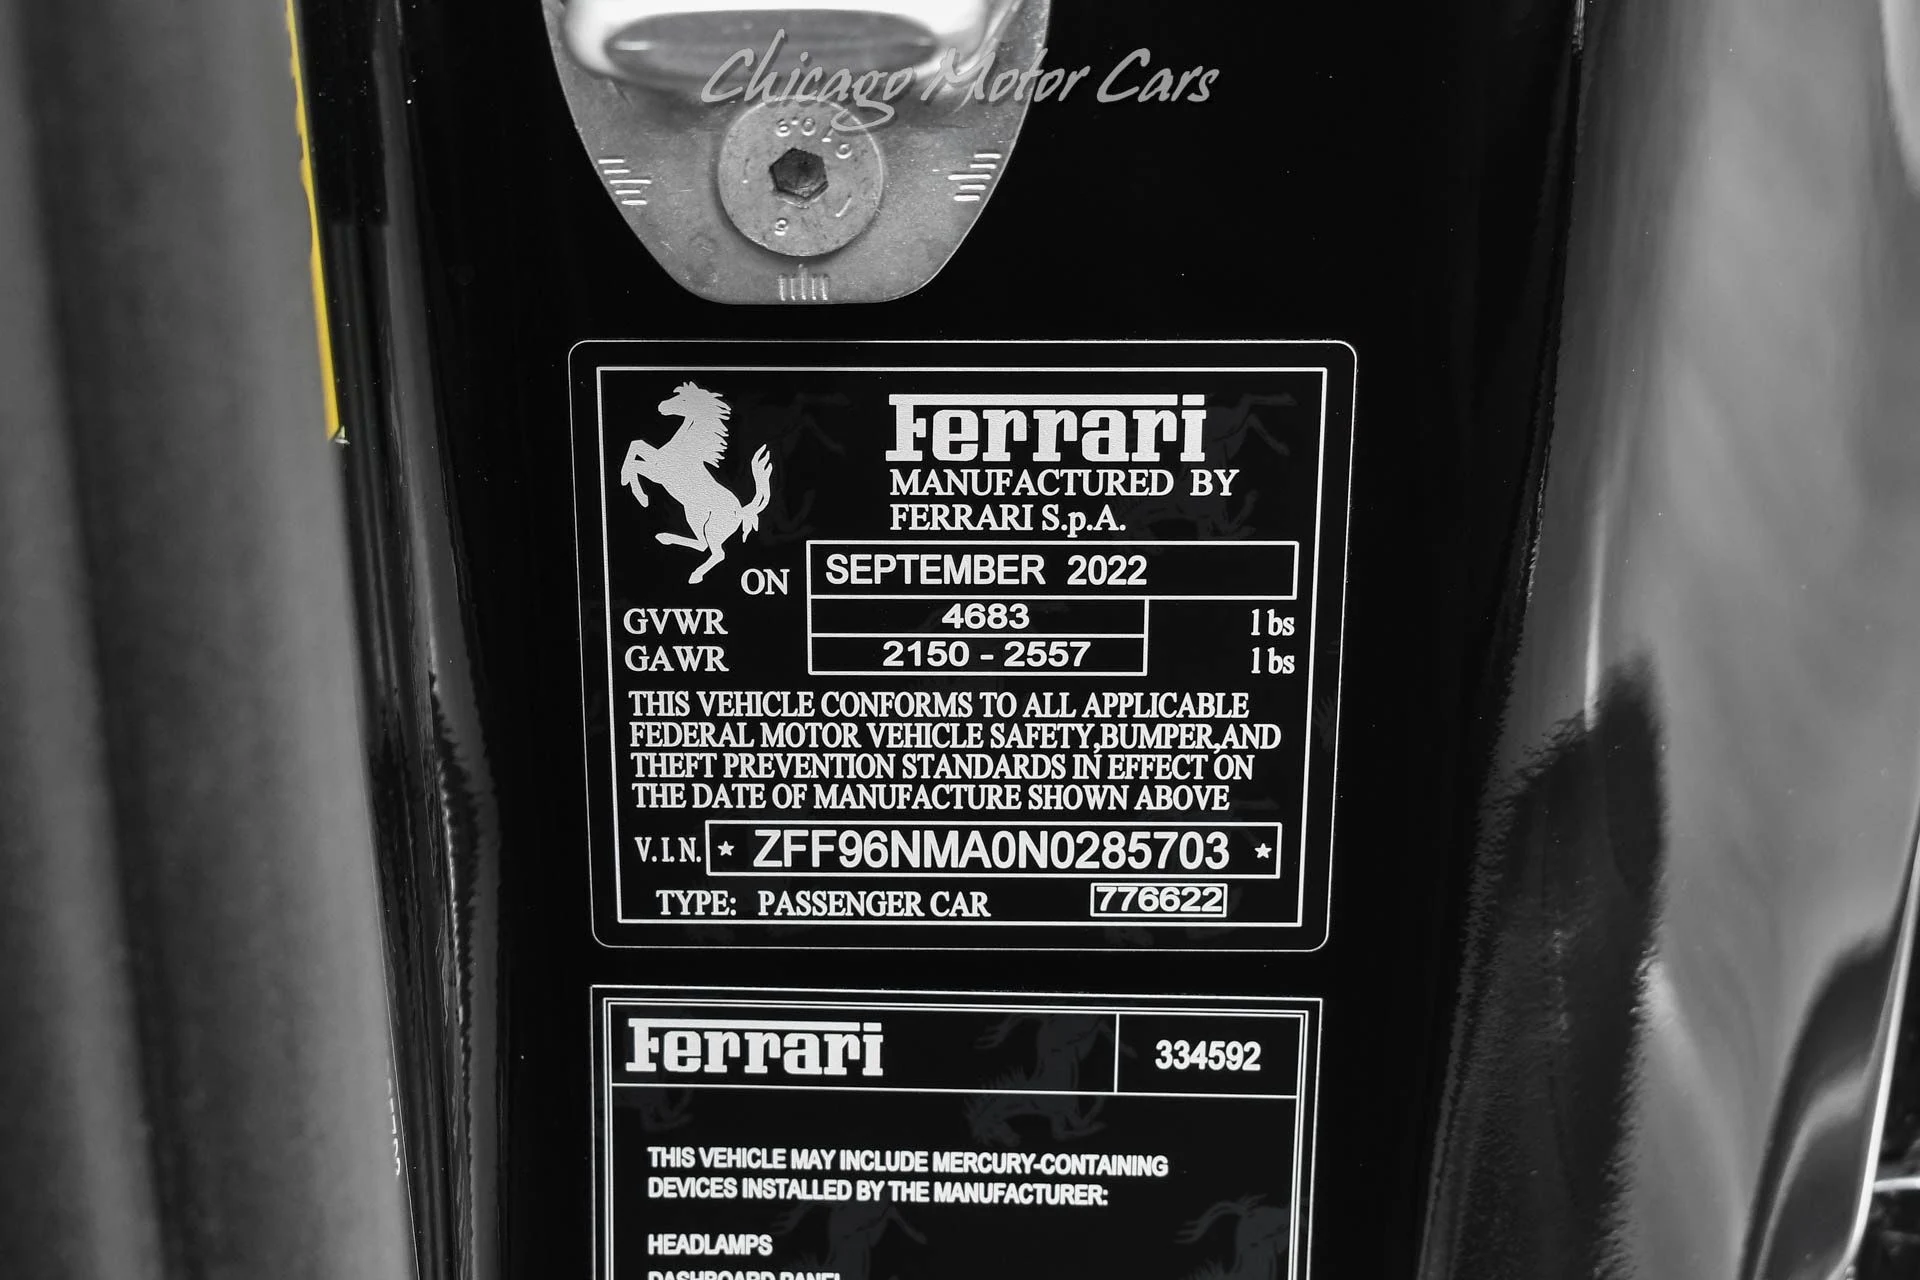 Chicago Motor Cars
Ferrari
MANUFACTURED BY
FERRARI S.p.A.
ON SEPTEMBER 2022
GVWR 4683 lbs
GAWR 2150 - 2557 lbs
THIS VEHICLE CONFORMS TO ALL APPLICABLE
FEDERAL MOTOR VEHICLE SAFETY,BUMPER,AND
THEFT PREVENTION STANDARDS IN EFFECT ON
THE DATE OF MANUFACTURE SHOWN ABOVE
V.I.N. ★ ZFF96NMA0N0285703 ★
TYPE: PASSENGER CAR 776622
Ferrari 334592
THIS VEHICLE MAY INCLUDE MERCURY-CONTAINING
DEVICES INSTALLED BY THE MANUFACTURER:
HEADLAMPS
DASHBOARD PANEL